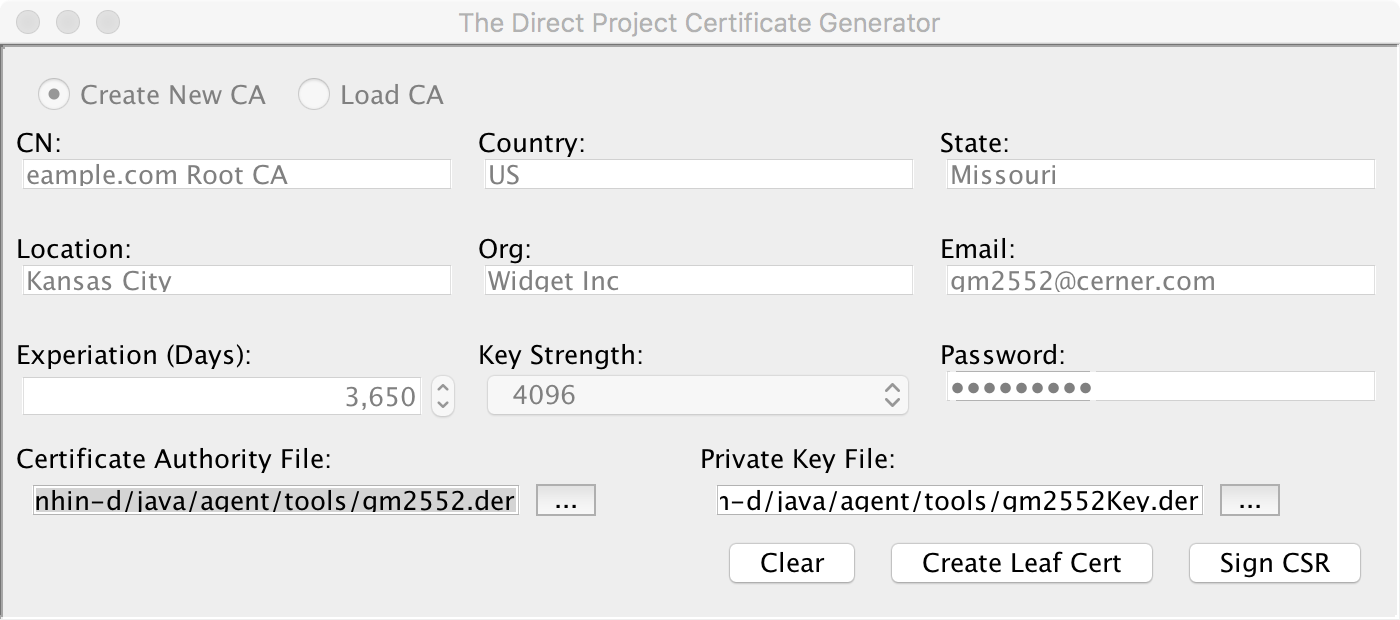 The Direct Project Certificate Generator
Create New CA Load CA
CN: Country: State:
eample.com Root CA US Missouri
Location: Org: Email:
Kansas City Widget Inc gm2552@cerner.com
Experiation (Days): Key Strength: Password:
3,650 4096 •••••••••
Certificate Authority File: Private Key File:
nhin-d/java/agent/tools/gm2552.der ... n-d/java/agent/tools/gm2552Key.der ...
Clear Create Leaf Cert Sign CSR